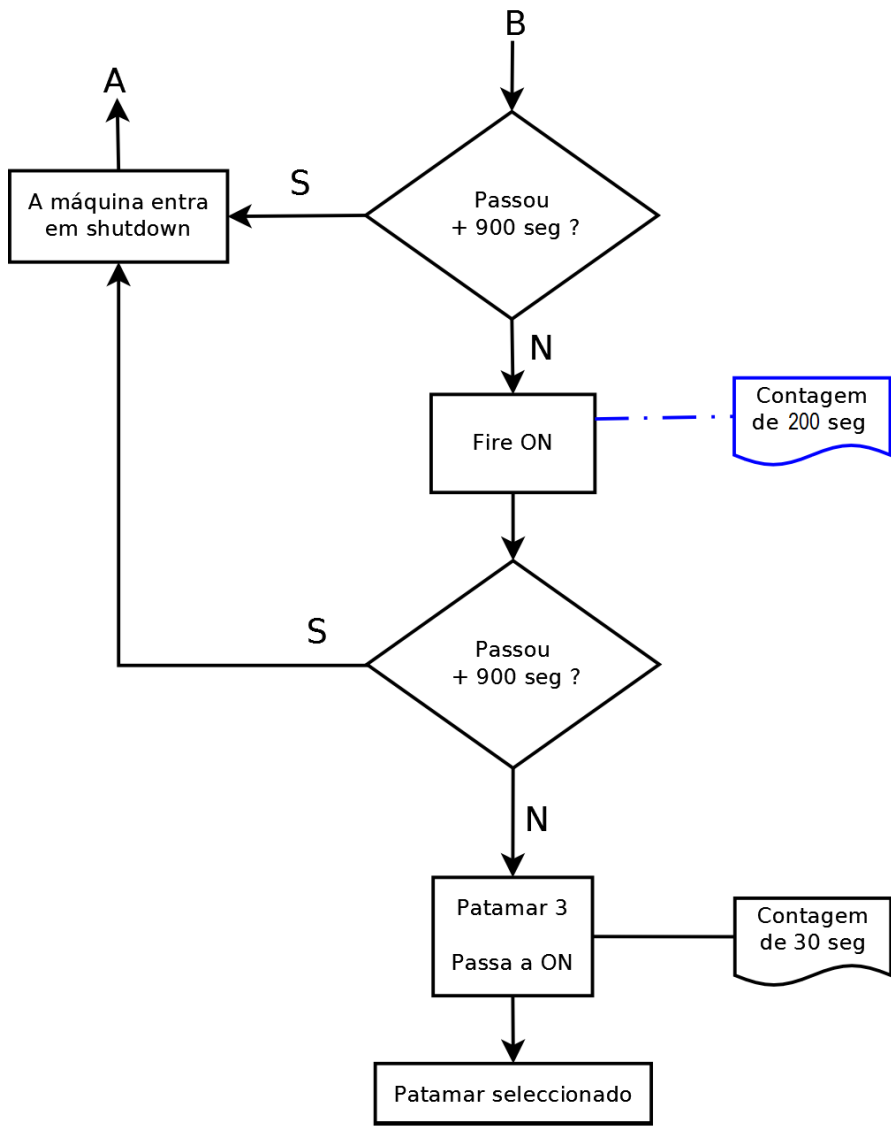 B
A
S
A máquina entra
em shutdown
Passou
+ 900 seg ?
N
Contagem
de 200 seg
Fire ON
S
Passou
+ 900 seg ?
N
Patamar 3
Passa a ON
Contagem
de 30 seg
Patamar seleccionado